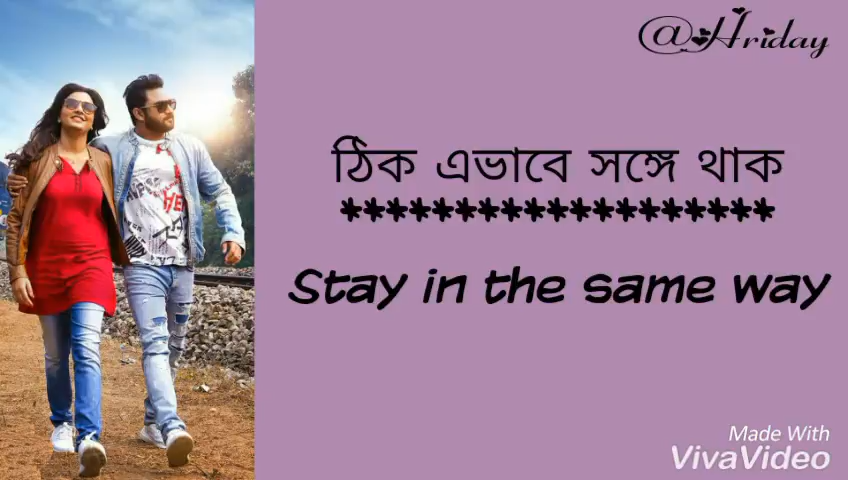 @Hriday
ঠিক এভাবে সঙ্গে থাক
*******************
Stay in the same way
Made With
VivaVideo